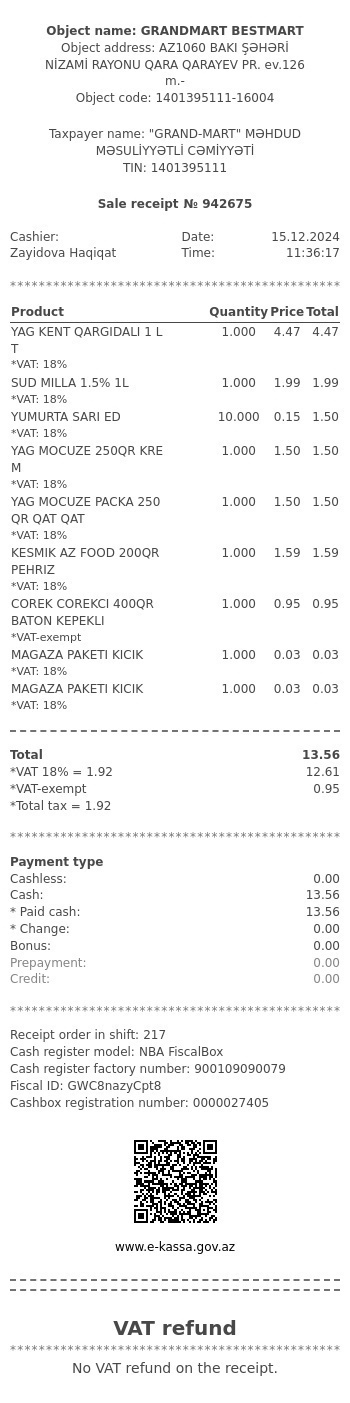 Object name: GRANDMART BESTMART
Object address: AZ1060 BAKI ŞƏHƏRİ
NİZAMİ RAYONU QARA QARAYEV PR. ev.126
m.-
Object code: 1401395111-16004
Taxpayer name: "GRAND-MART" MƏHDUD
MƏSULİYYƏTLİ CƏMİYYƏTİ
TIN: 1401395111
Sale receipt № 942675
Cashier: Date: 15.12.2024
Zayidova Haqiqat Time: 11:36:17
**********************************************
Product Quantity Price Total
YAG KENT QARGIDALI 1 L 1.000 4.47 4.47
T
*VAT: 18%
SUD MILLA 1.5% 1L 1.000 1.99 1.99
*VAT: 18%
YUMURTA SARI ED 10.000 0.15 1.50
*VAT: 18%
YAG MOCUZE 250QR KRE 1.000 1.50 1.50
M
*VAT: 18%
YAG MOCUZE PACKA 250 1.000 1.50 1.50
QR QAT QAT
*VAT: 18%
KESMIK AZ FOOD 200QR 1.000 1.59 1.59
PEHRIZ
*VAT: 18%
COREK COREKCI 400QR 1.000 0.95 0.95
BATON KEPEKLI
*VAT-exempt
MAGAZA PAKETI KICIK 1.000 0.03 0.03
*VAT: 18%
MAGAZA PAKETI KICIK 1.000 0.03 0.03
*VAT: 18%
Total 13.56
*VAT 18% = 1.92 12.61
*VAT-exempt 0.95
*Total tax = 1.92
**********************************************
Payment type
Cashless: 0.00
Cash: 13.56
* Paid cash: 13.56
* Change: 0.00
Bonus: 0.00
Prepayment: 0.00
Credit: 0.00
**********************************************
Receipt order in shift: 217
Cash register model: NBA FiscalBox
Cash register factory number: 900109090079
Fiscal ID: GWC8nazyCpt8
Cashbox registration number: 0000027405
www.e-kassa.gov.az
VAT refund
**********************************************
No VAT refund on the receipt.